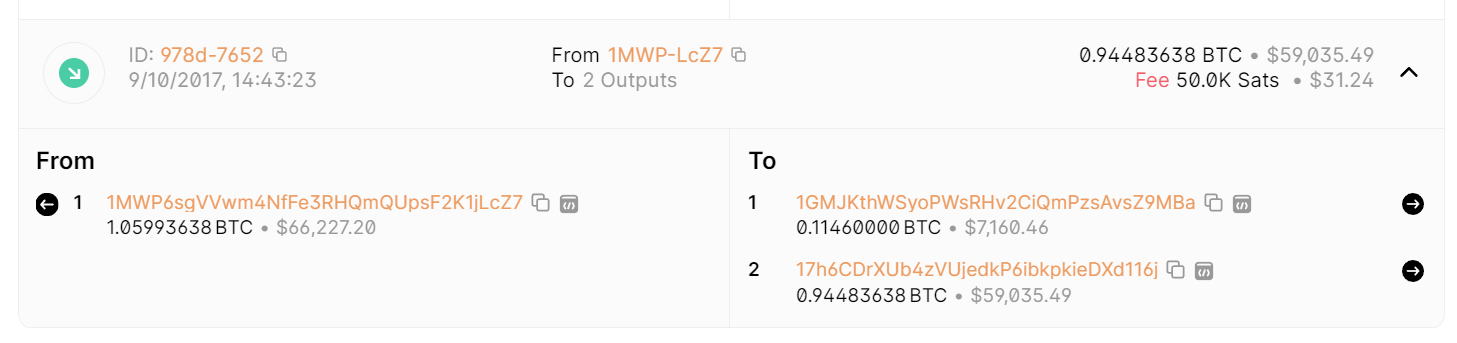 ID: 978d-7652
9/10/2017, 14:43:23
From 1MWP-LcZ7
To 2 Outputs
0.94483638 BTC • $59,035.49
Fee 50.0K Sats • $31.24
From
1 1MWP6sgVVwm4NfFe3RHQmQUpsF2K1jLcZ7
1.05993638 BTC • $66,227.20
To
1 1GMJKthWSyoPWsRHv2CiQmPzsAvsZ9MBa
0.11460000 BTC • $7,160.46
2 17h6CDrXUb4zVUjedkP6ibkpkieDXd116j
0.94483638 BTC • $59,035.49